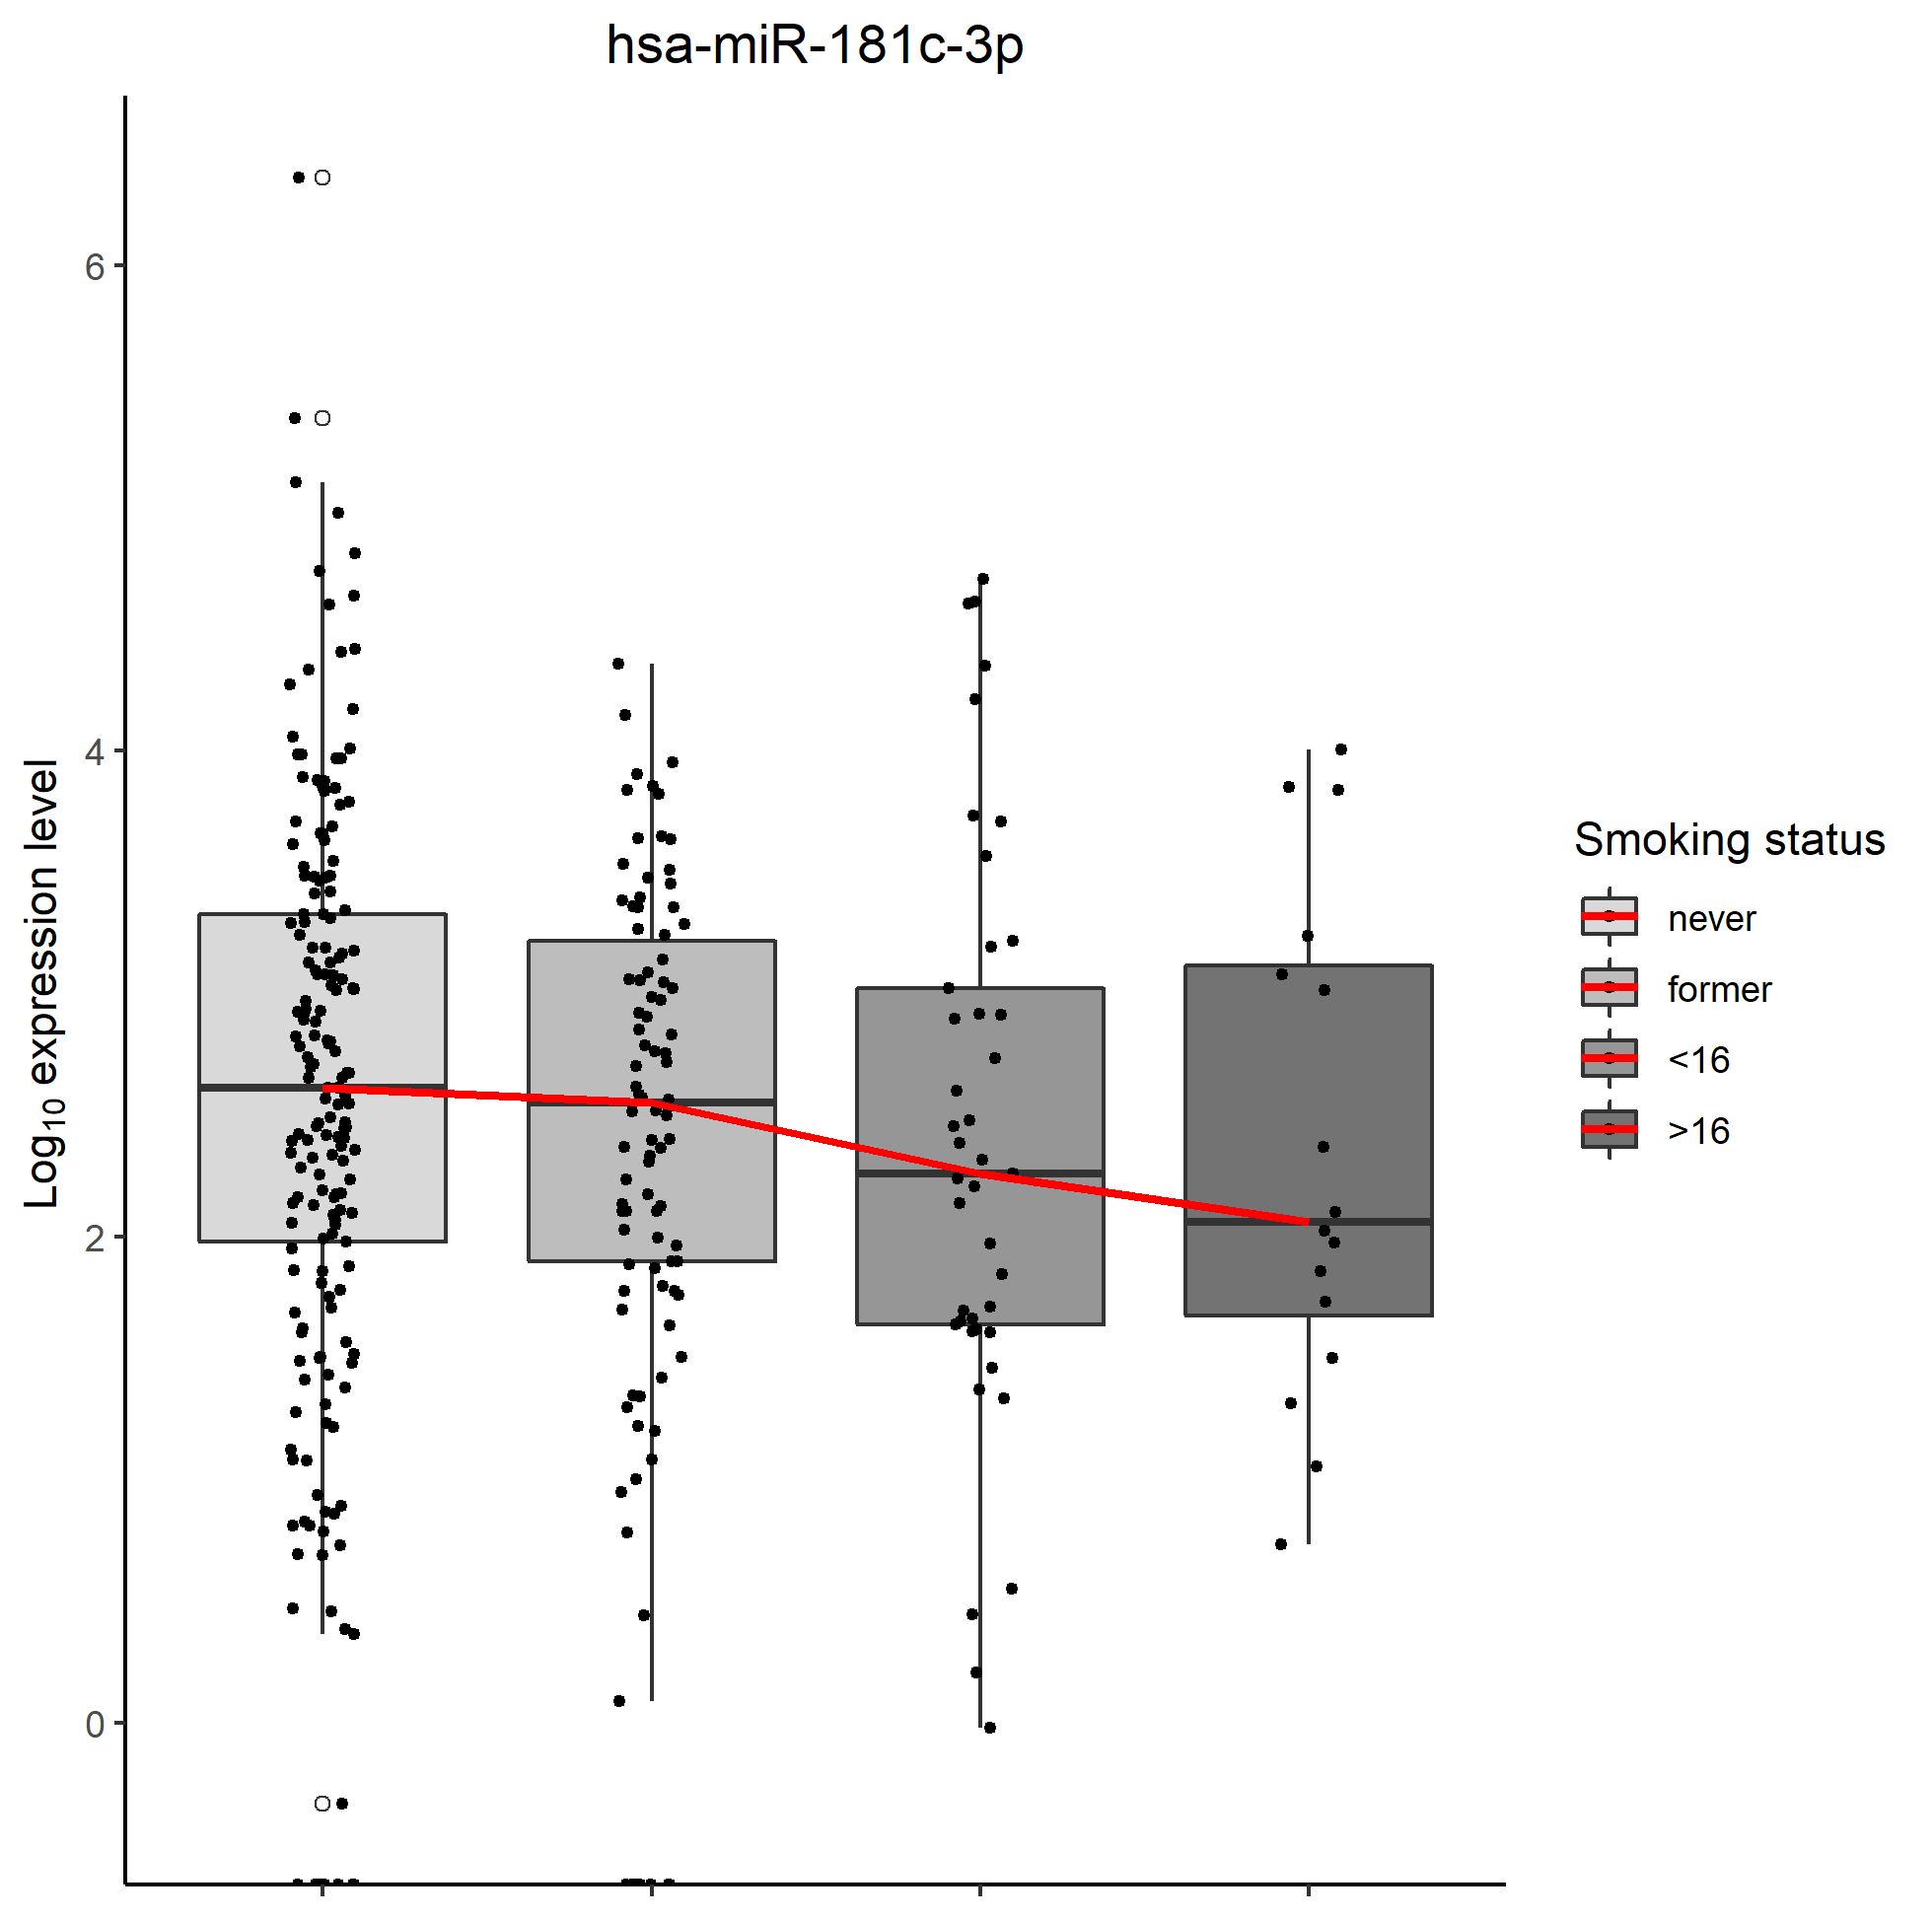 hsa-miR-181c-3p
Log₁₀ expression level
6
4
2
0
Smoking status
never
former
<16
>16